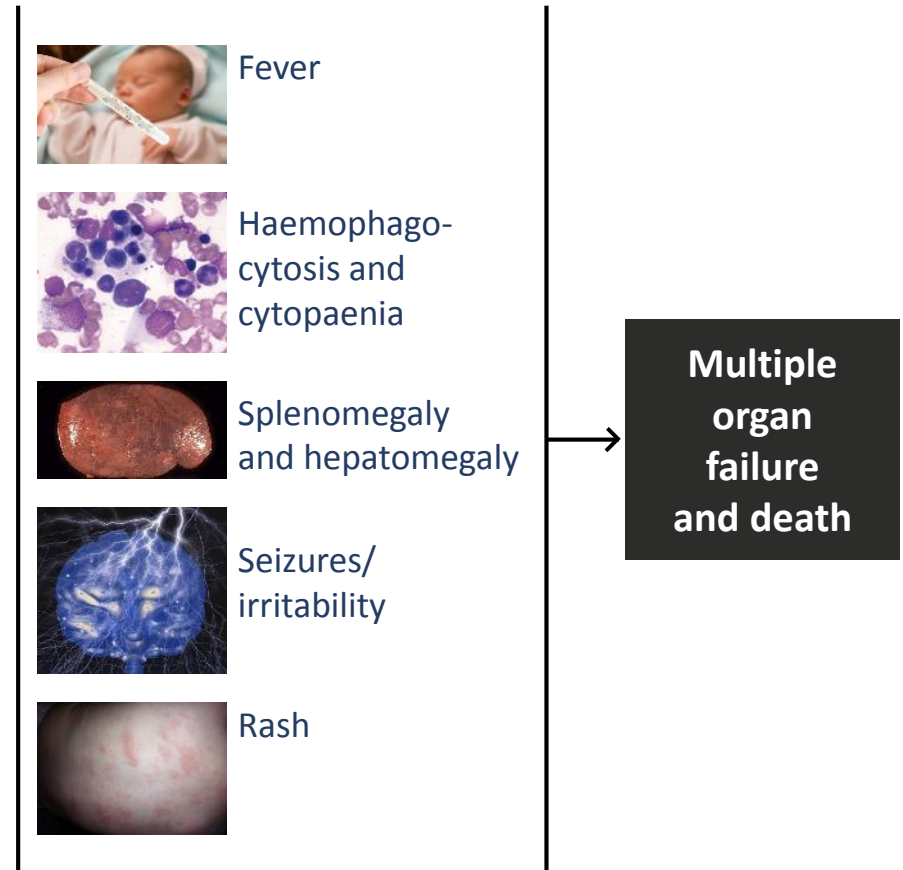 Fever
Haemophago-
cytosis and
cytopaenia
Splenomegaly
and hepatomegaly
Seizures/
irritability
Rash
Multiple
organ
failure
and death